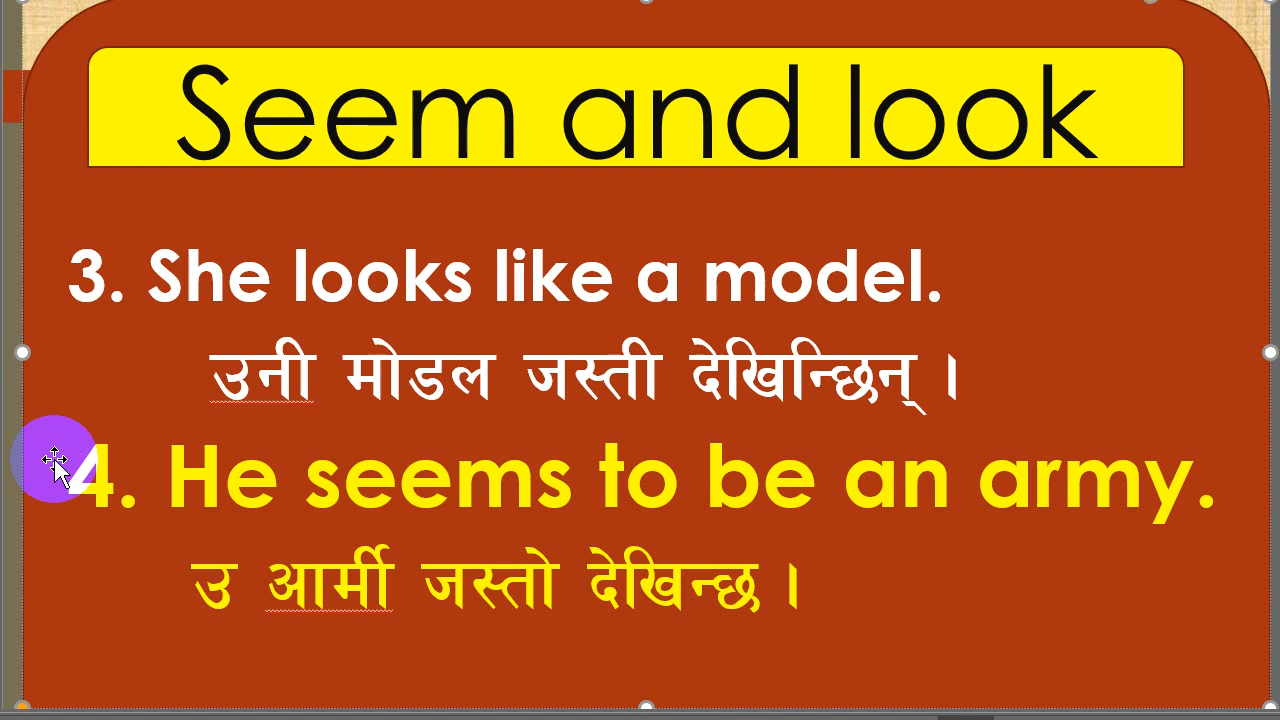 Seem and look
3. She looks like a model.
उनी मोडल जस्ती देखिन्छिन् ।
4. He seems to be an army.
उ आर्मी जस्तो देखिन्छ ।